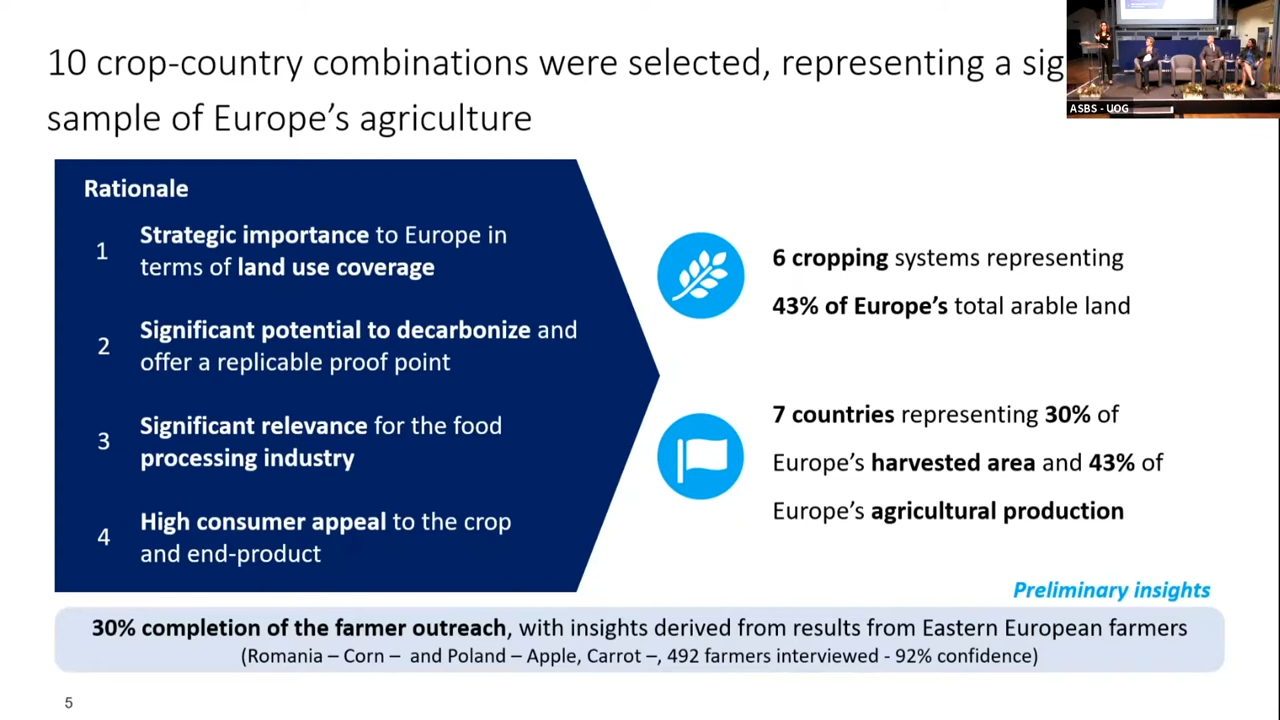 10 crop-country combinations were selected, representing a sig
sample of Europe's agriculture
ASBS - UOG
Rationale
1
Strategic importance to Europe in
terms of land use coverage
2
Significant potential to decarbonize and
offer a replicable proof point
3
Significant relevance for the food
processing industry
4
High consumer appeal to the crop
and end-product
6 cropping systems representing
43% of Europe's total arable land
7 countries representing 30% of
Europe's harvested area and 43% of
Europe's agricultural production
Preliminary insights
30% completion of the farmer outreach, with insights derived from results from Eastern European farmers
(Romania – Corn – and Poland – Apple, Carrot –, 492 farmers interviewed - 92% confidence)
5